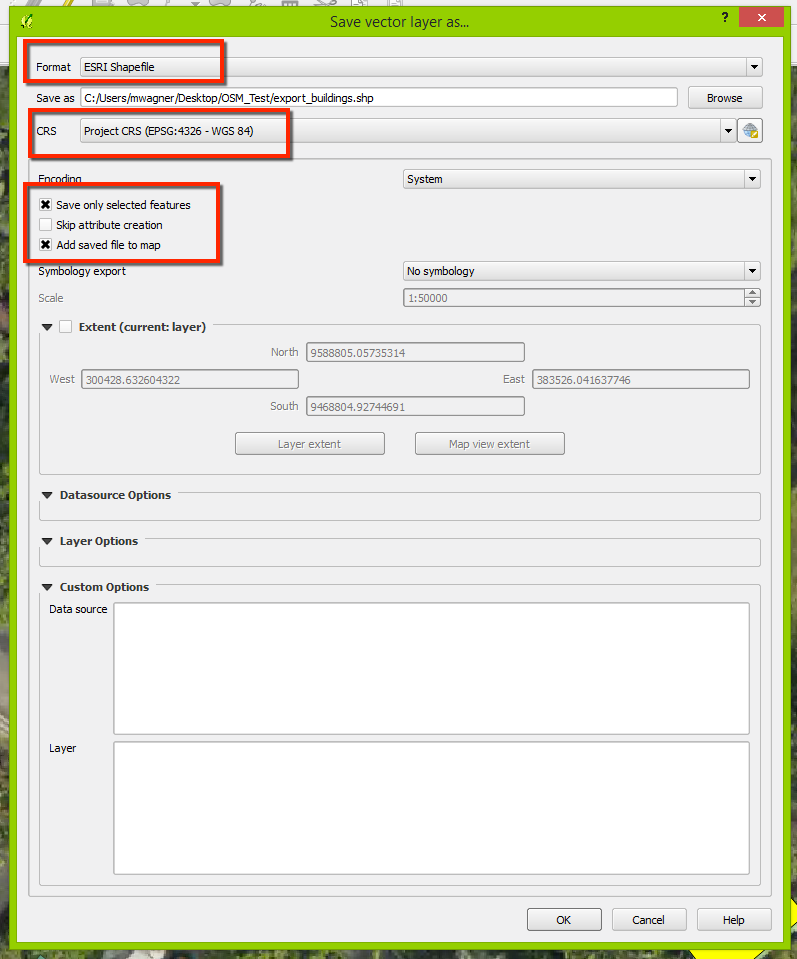 Save vector layer as...
?
Format ESRI Shapefile
Save as C:/Users/mwagner/Desktop/OSM_Test/export_buildings.shp Browse
CRS Project CRS (EPSG:4326 - WGS 84)
Encoding System
Save only selected features
Skip attribute creation
Add saved file to map
Symbology export No symbology
Scale 1:50000
Extent (current: layer)
North 9588805.05735314
West 300428.632604322 East 383526.041637746
South 9468804.92744691
Layer extent Map view extent
Datasource Options
Layer Options
Custom Options
Data source
Layer
OK Cancel Help